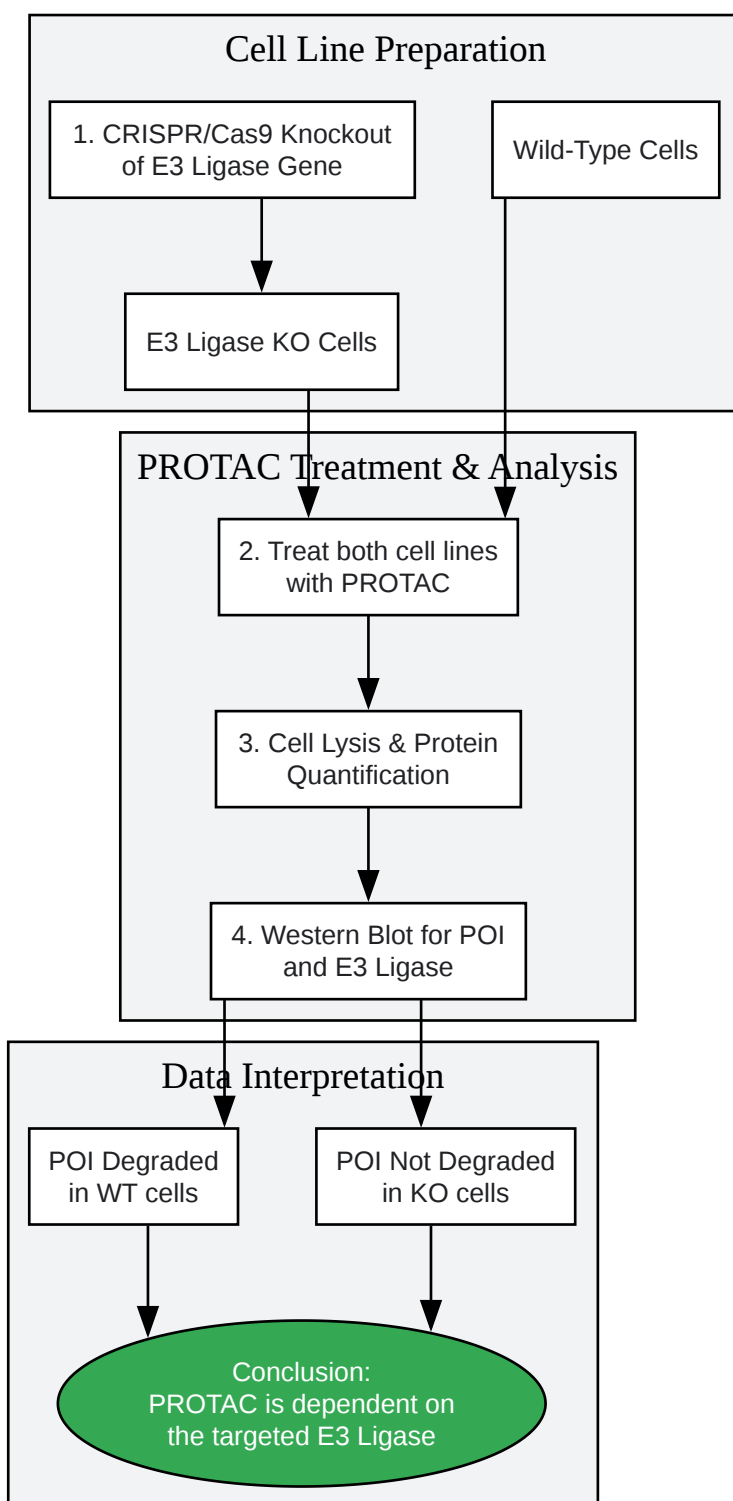 Cell Line Preparation
1. CRISPR/Cas9 Knockout
of E3 Ligase Gene
Wild-Type Cells
E3 Ligase KO Cells
PROTAC Treatment & Analysis
2. Treat both cell lines
with PROTAC
3. Cell Lysis & Protein
Quantification
4. Western Blot for POI
and E3 Ligase
Data Interpretation
POI Degraded
in WT cells
POI Not Degraded
in KO cells
Conclusion:
PROTAC is dependent on
the targeted E3 Ligase